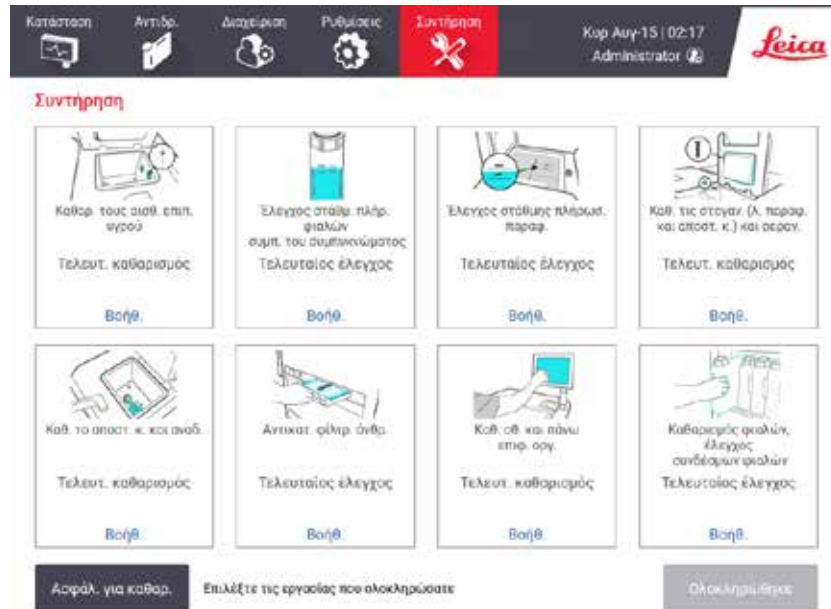 Κατάσταση
Αντιδρ.
Διαχείριση
Ρυθμίσεις
Συντήρηση
Κυρ Αυγ-15 | 02:17
Administrator
Leica
Συντήρηση
Καθαρ. τους αισθ. επιπ.
υγρού
Τελευτ. καθαρισμός
Βοήθ.
Έλεγχος στάθμ. πλήρ.
φιαλών
συμπ. του συμπυκνώματος
Τελευταίος έλεγχος
Βοήθ.
Έλεγχος στάθμης πλήρωσ.
παραφ.
Τελευταίος έλεγχος
Βοήθ.
Καθ. τις στεγαν. (λ. παραφ.
και αποστ. κ.) και αεραν.
Τελευτ. καθαρισμός
Βοήθ.
Καθ. το αποστ. κ. και αναδ.
Τελευτ. καθαρισμός
Βοήθ.
Αντικατ. φίλτρ. άνθρ.
Τελευταίος έλεγχος
Βοήθ.
Καθ. οθ. και πάνω
επιφ. οργ.
Τελευτ. καθαρισμός
Βοήθ.
Καθαρισμός φιαλών,
έλεγχος
συνδέσμων φιαλών
Τελευταίος έλεγχος
Βοήθ.
Ασφάλ. για καθαρ.
Επιλέξτε τις εργασίας που ολοκληρώσατε
Ολοκληρώθηκε